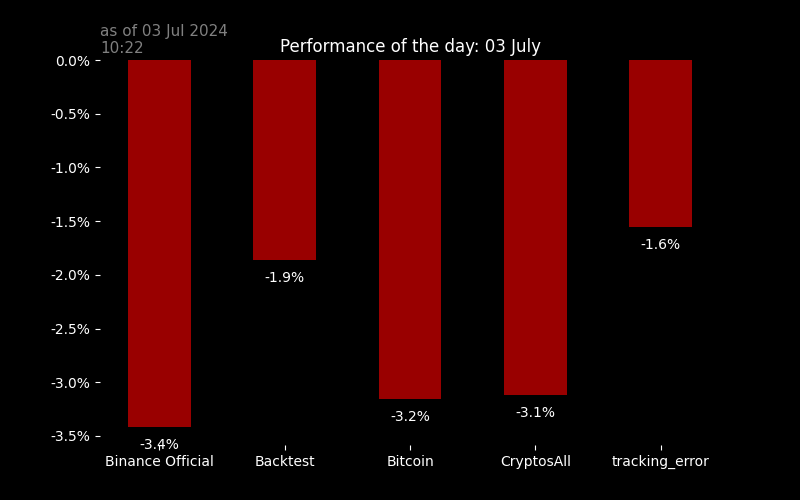 as of 03 Jul 2024
10:22
Performance of the day: 03 July
0.0%
-0.5%
-1.0%
-1.5%
-2.0%
-2.5%
-3.0%
-3.5%
-3.4%
-1.9%
-3.2%
-3.1%
-1.6%
Binance Official
Backtest
Bitcoin
CryptosAll
tracking_error